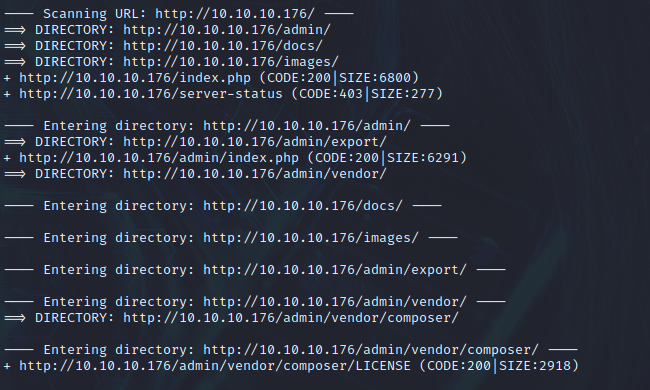 ---- Scanning URL: http://10.10.10.176/ ----
==> DIRECTORY: http://10.10.10.176/admin/
==> DIRECTORY: http://10.10.10.176/docs/
==> DIRECTORY: http://10.10.10.176/images/
+ http://10.10.10.176/index.php (CODE:200|SIZE:6800)
+ http://10.10.10.176/server-status (CODE:403|SIZE:277)

---- Entering directory: http://10.10.10.176/admin/ ----
==> DIRECTORY: http://10.10.10.176/admin/export/
+ http://10.10.10.176/admin/index.php (CODE:200|SIZE:6291)
==> DIRECTORY: http://10.10.10.176/admin/vendor/

---- Entering directory: http://10.10.10.176/docs/ ----

---- Entering directory: http://10.10.10.176/images/ ----

---- Entering directory: http://10.10.10.176/admin/export/ ----

---- Entering directory: http://10.10.10.176/admin/vendor/ ----
==> DIRECTORY: http://10.10.10.176/admin/vendor/composer/

---- Entering directory: http://10.10.10.176/admin/vendor/composer/ ----
+ http://10.10.10.176/admin/vendor/composer/LICENSE (CODE:200|SIZE:2918)